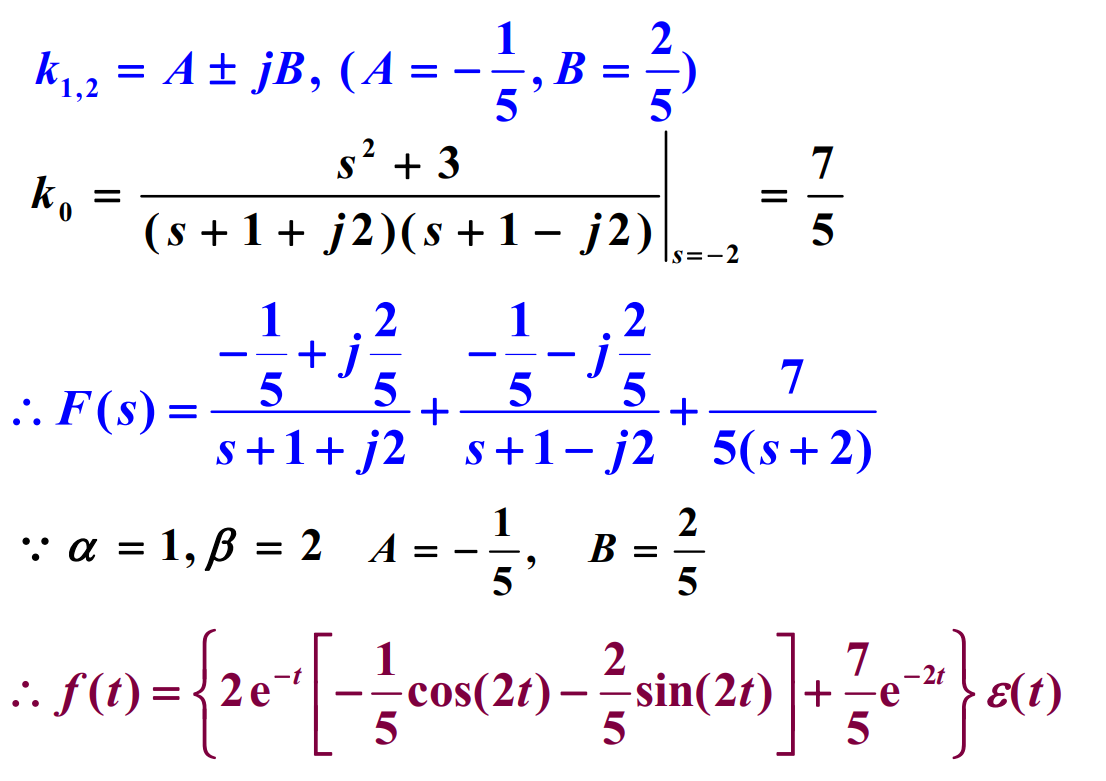 k₁,₂ = A ± jB, (A = −1/5, B = 2/5)
k₀ = (s² + 3)/((s + 1 + j2)(s + 1 − j2)) |ₛ₌₋₂ = 7/5
∴ F(s) = (−1/5 + j2/5)/(s + 1 + j2) + (−1/5 − j2/5)/(s + 1 − j2) + 7/(5(s + 2))
∵ α = 1, β = 2 A = −1/5, B = 2/5
∴ f(t) = {2e^(−t)[−1/5 cos(2t) − 2/5 sin(2t)] + 7/5 e^(−2t)} ε(t)